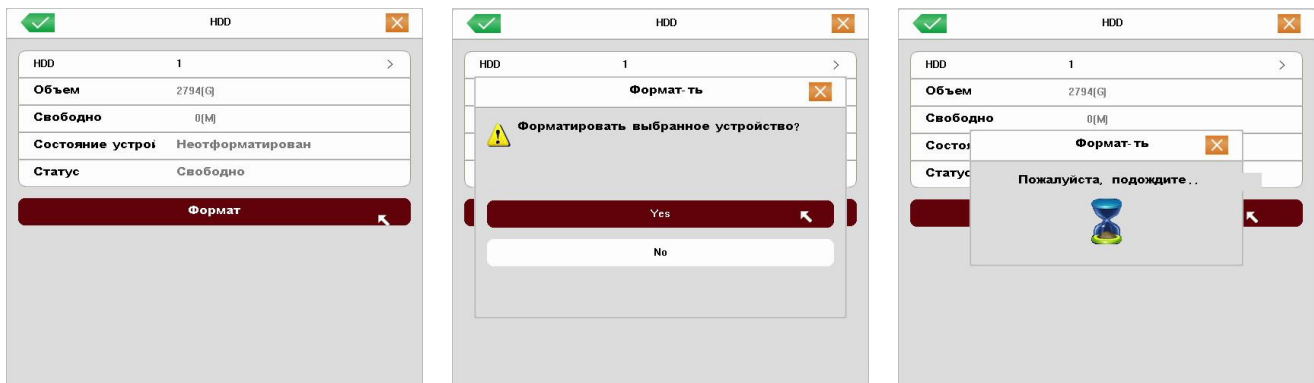 HDD
HDD 1 >
Объем 2794[G]
Свободно 0[M]
Состояние устрой Неотформатирован
Статус Свободно
Формат
HDD
HDD 1 >
Формат-ть
Форматировать выбранное устройство?
Yes
No
HDD
HDD 1 >
Объем 2794[G]
Свободно 0[M]
Состоя
Формат-ть
Статус
Пожалуйста, подождите..